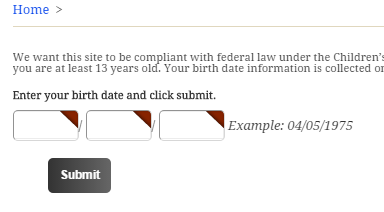 Home >
We want this site to be compliant with federal law under the Children's
you are at least 13 years old. Your birth date information is collected or
Enter your birth date and click submit.
/ / Example: 04/05/1975
Submit